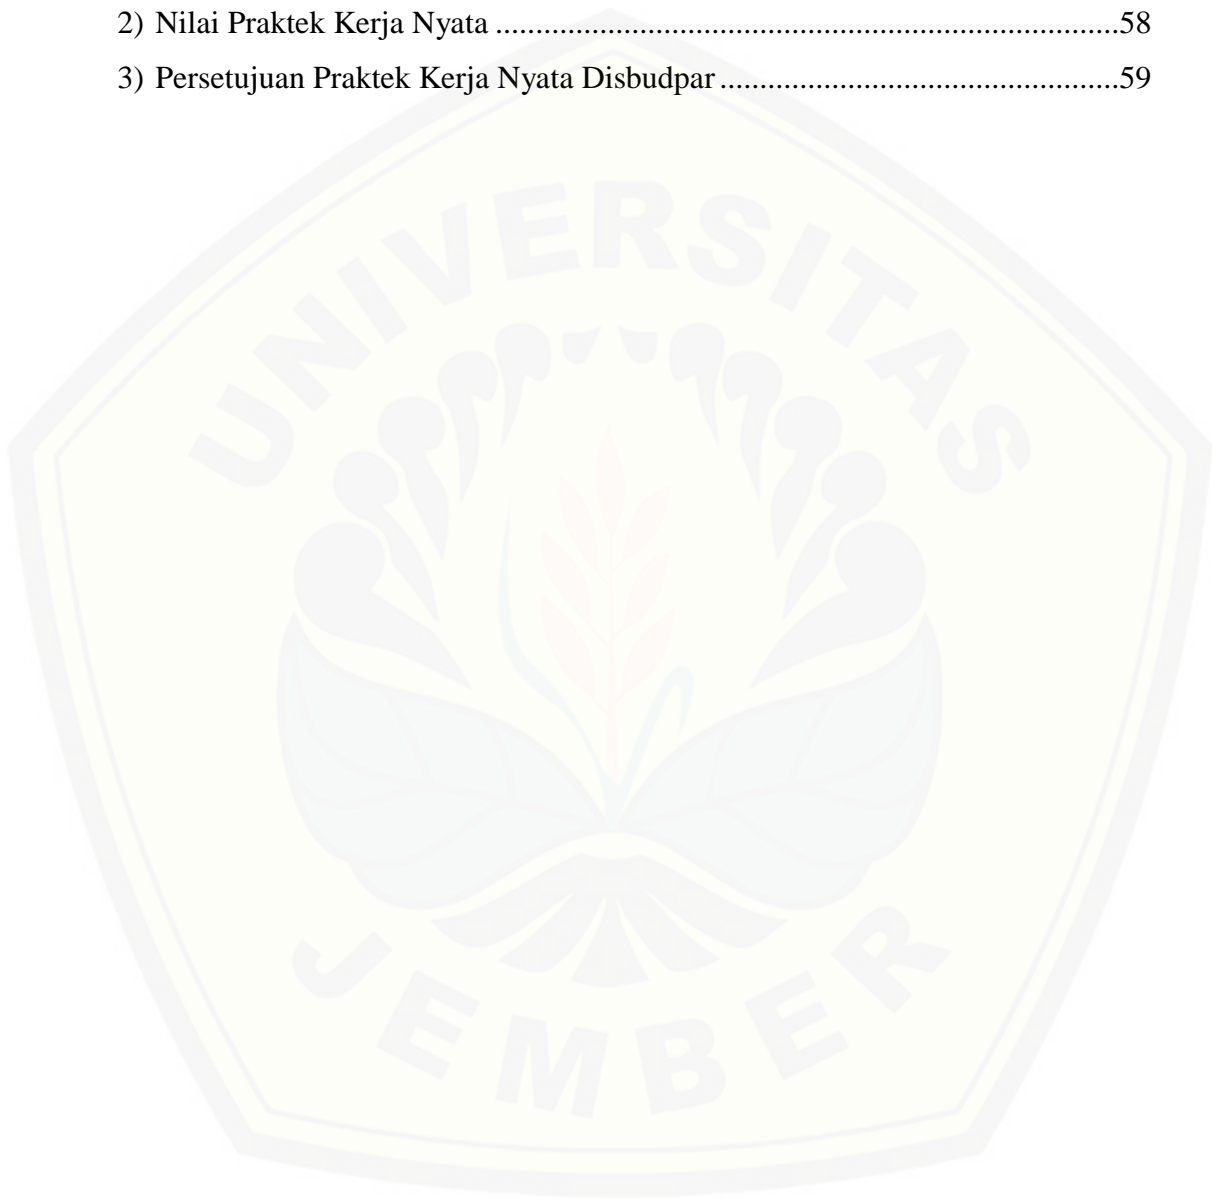 2) Nilai Praktek Kerja Nyata ..............................................................................58
3) Persetujuan Praktek Kerja Nyata Disbudpar..................................................59
UNIVERSITAS
JEMBER